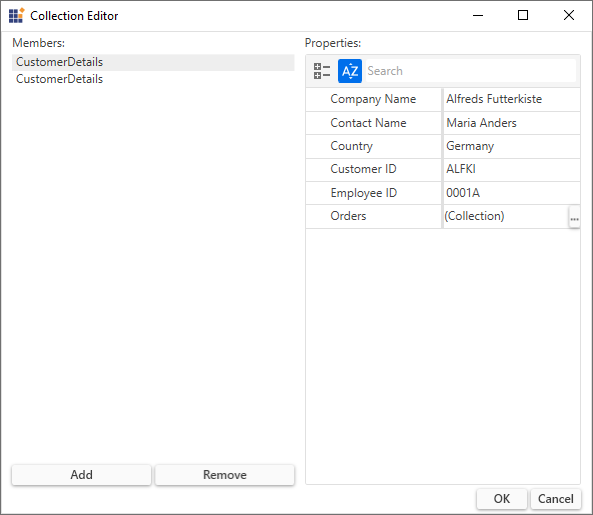 Collection Editor
Members:
CustomerDetails
CustomerDetails
Add
Remove
Properties:
AZ
Search
Company Name Alfreds Futterkiste
Contact Name Maria Anders
Country Germany
Customer ID ALFKI
Employee ID 0001A
Orders (Collection) ...
OK
Cancel